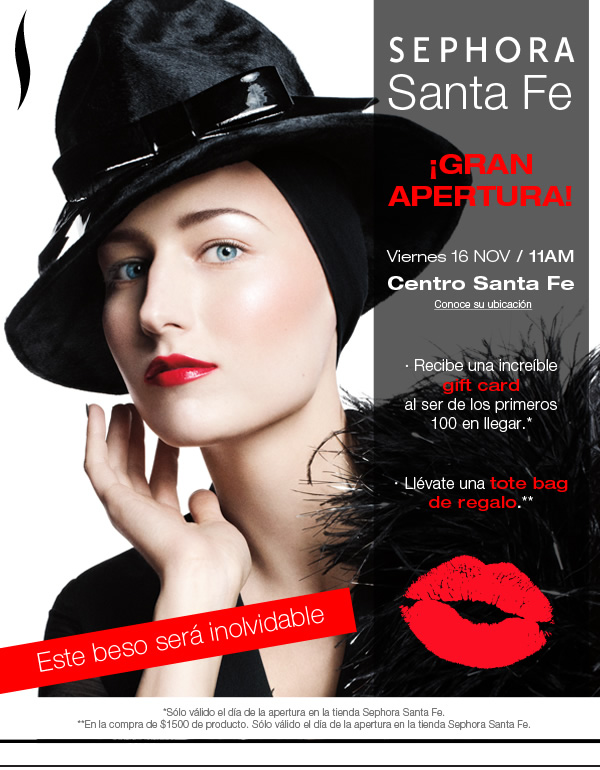 SEPHORA
Santa Fe
¡GRAN
APERTURA!
Viernes 16 NOV / 11AM
Centro Santa Fe
Conoce su ubicación
· Recibe una increíble
gift card
al ser de los primeros
100 en llegar.*
· Llévate una tote bag
de regalo.**
Este beso será inolvidable
*Sólo válido el día de la apertura en la tienda Sephora Santa Fe.
**En la compra de $1500 de producto. Sólo válido el día de la apertura en la tienda Sephora Santa Fe.